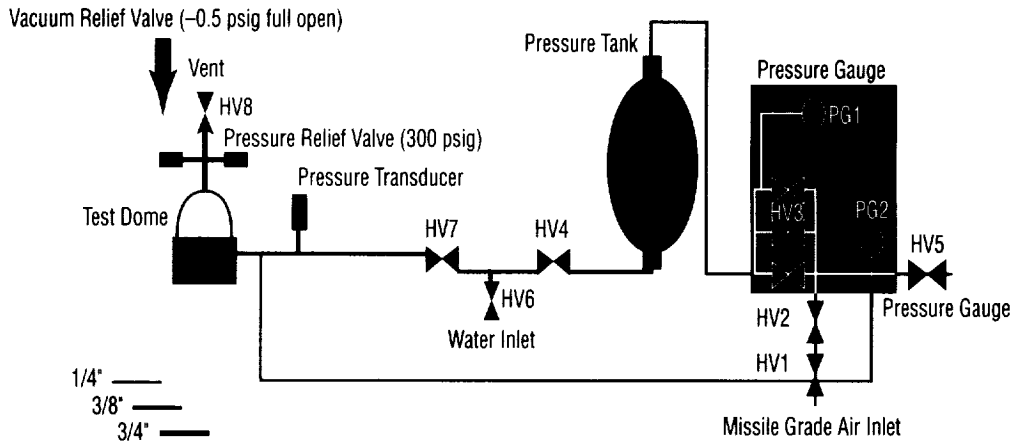 Vacuum Relief Valve (–0.5 psig full open)
Vent
HV8
Pressure Relief Valve (300 psig)
Pressure Transducer
Test Dome
HV7
HV4
HV6
Water Inlet
Pressure Tank
Pressure Gauge
PG1
HV3
PG2
HV5
Pressure Gauge
HV2
HV1
Missile Grade Air Inlet
1/4"
3/8"
3/4"